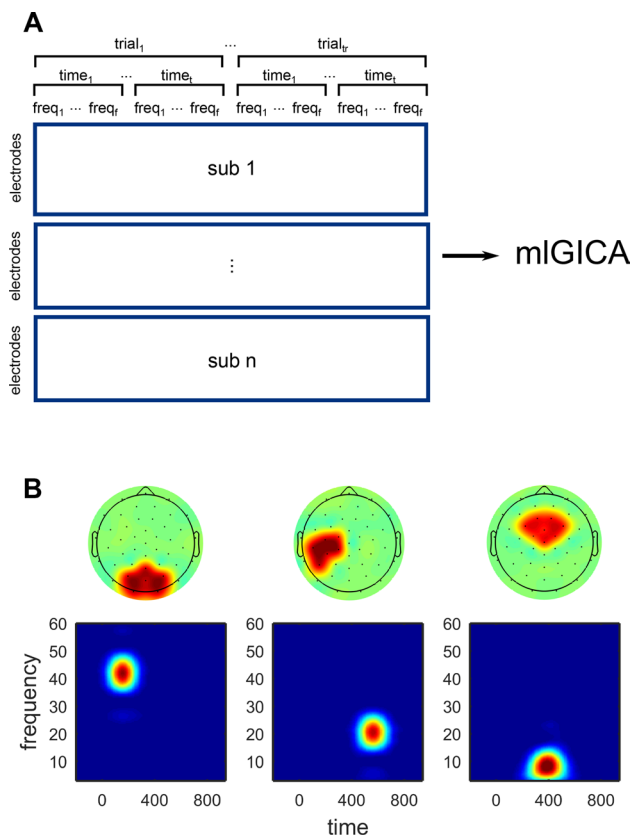 A
trial1 ... trialtr
time1 ... timet time1 ... timet
freq1 ... freqf freq1 ... freqf freq1 ... freqf freq1 ... freqf
electrodes sub 1
electrodes ⋮ mlGICA
electrodes sub n
B
60 60 60
50 50 50
40 40 40
30 30 30
20 20 20
10 10 10
frequency
0 400 800 0 400 800 0 400 800
time